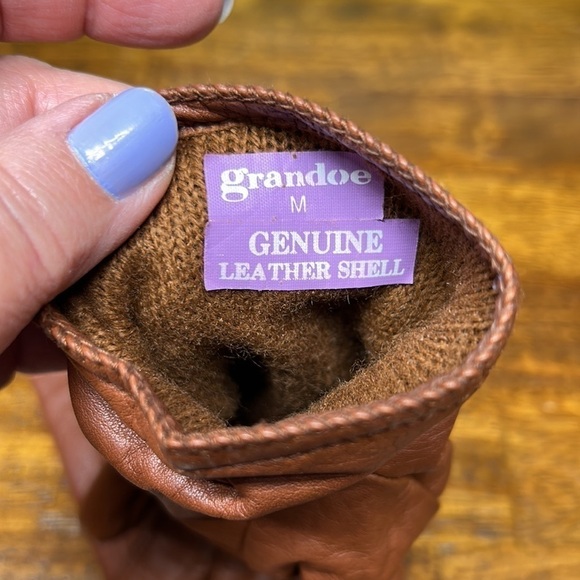 grandoe
M
GENUINE
LEATHER SHELL